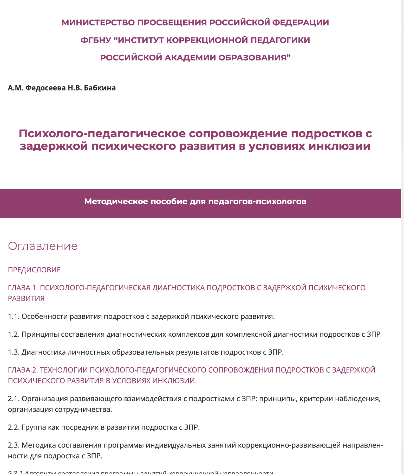 МИНИСТЕРСТВО ПРОСВЕЩЕНИЯ РОССИЙСКОЙ ФЕДЕРАЦИИ
ФГБНУ "ИНСТИТУТ КОРРЕКЦИОННОЙ ПЕДАГОГИКИ
РОССИЙСКОЙ АКАДЕМИИ ОБРАЗОВАНИЯ"
А.М. Федосеева Н.В. Бабкина
Психолого-педагогическое сопровождение подростков с
задержкой психического развития в условиях инклюзии
Методическое пособие для педагогов-психологов
Оглавление
ПРЕДИСЛОВИЕ
ГЛАВА 1. ПСИХОЛОГО-ПЕДАГОГИЧЕСКАЯ ДИАГНОСТИКА ПОДРОСТКОВ С ЗАДЕРЖКОЙ ПСИХИЧЕСКОГО
РАЗВИТИЯ
1.1. Особенности развития подростков с задержкой психического развития.
1.2. Принципы составления диагностических комплексов для комплексной диагностики подростков с ЗПР
1.3. Диагностика личностных образовательных результатов подростков с ЗПР.
ГЛАВА 2. ТЕХНОЛОГИИ ПСИХОЛОГО-ПЕДАГОГИЧЕСКОГО СОПРОВОЖДЕНИЯ ПОДРОСТКОВ С ЗАДЕРЖКОЙ
ПСИХИЧЕСКОГО РАЗВИТИЯ В УСЛОВИЯХ ИНКЛЮЗИИ.
2.1. Организация развивающего взаимодействия с подростками с ЗПР: принципы, критерии наблюдения,
организация сотрудничества.
2.2. Группа как посредник в развитии подростка с ЗПР.
2.3. Методика составления программы индивидуальных занятий коррекционно-развивающей направлен-
ности для подростка с ЗПР.